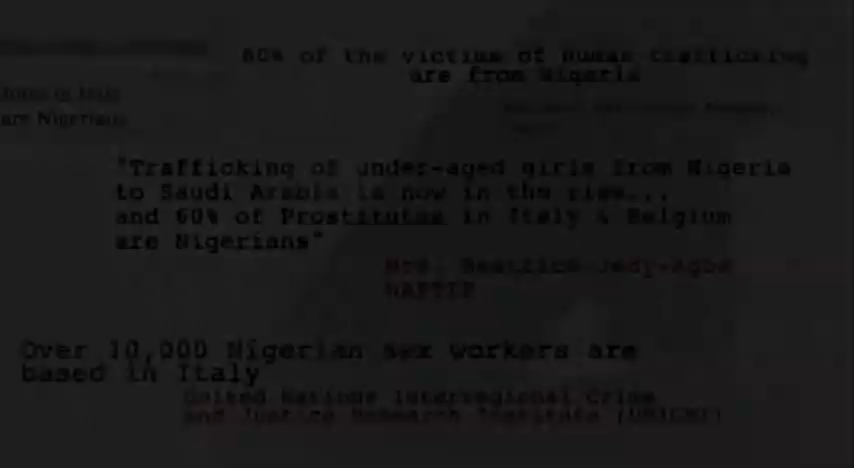 60% of the victims of Human trafficking
are from Nigeria
are Nigerians
"Trafficking of under-aged girls from Nigeria
to Saudi Arabia is now in the rise...
and 60% of Prostitutes in Italy & Belgium
are Nigerians"
Mrs. Beatrice Jedy-Agba
NAPTIP
Over 10,000 Nigerian sex workers are
based in Italy
United Nations Interregional Crime
and Justice Research Institute (UNICRI)